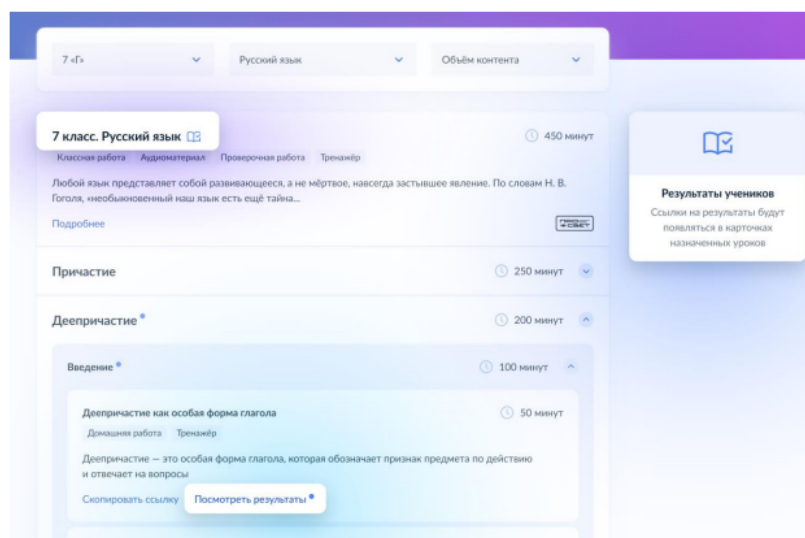 7 «Г»
Русский язык
Объём контента
7 класс. Русский язык
450 минут
Классная работа Аудиоматериал Проверочная работа Тренажёр
Любой язык представляет собой развивающееся, а не мёртвое, навсегда застывшее явление. По словам Н. В.
Гоголя, «необыкновенный наш язык есть ещё тайна...
Подробнее
Причастие
250 минут
Деепричастие
200 минут
Введение
100 минут
Деепричастие как особая форма глагола
50 минут
Домашняя работа Тренажёр
Деепричастие — это особая форма глагола, которая обозначает признак предмета по действию
и отвечает на вопросы
Скопировать ссылку
Посмотреть результаты
Результаты учеников
Ссылки на результаты будут
появляться в карточках
назначенных уроков